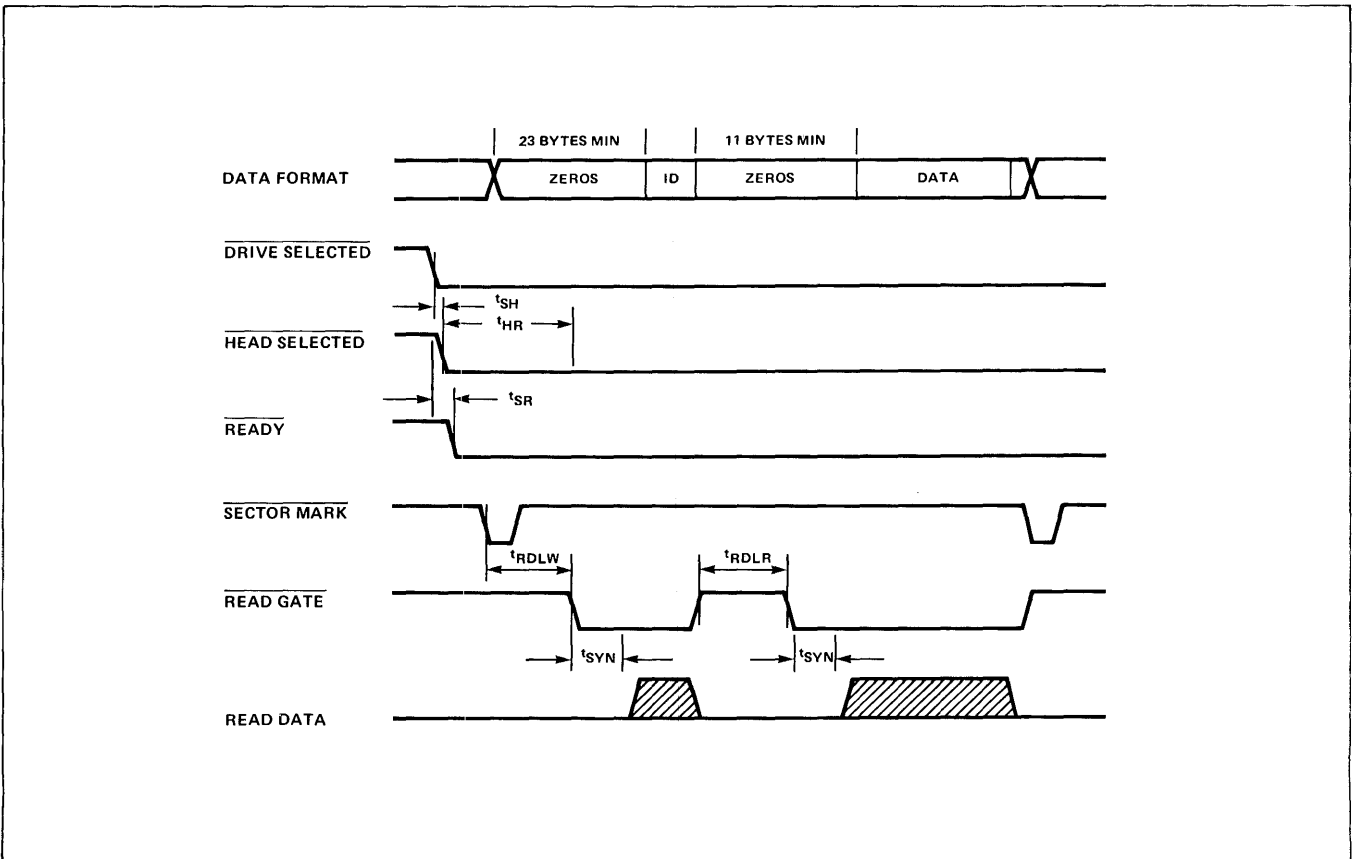 23 BYTES MIN 11 BYTES MIN
DATA FORMAT ZEROS ID ZEROS DATA
DRIVE SELECTED
tSH
tHR
HEAD SELECTED
tSR
READY
SECTOR MARK
tRDLW tRDLR
READ GATE
tSYN tSYN
READ DATA